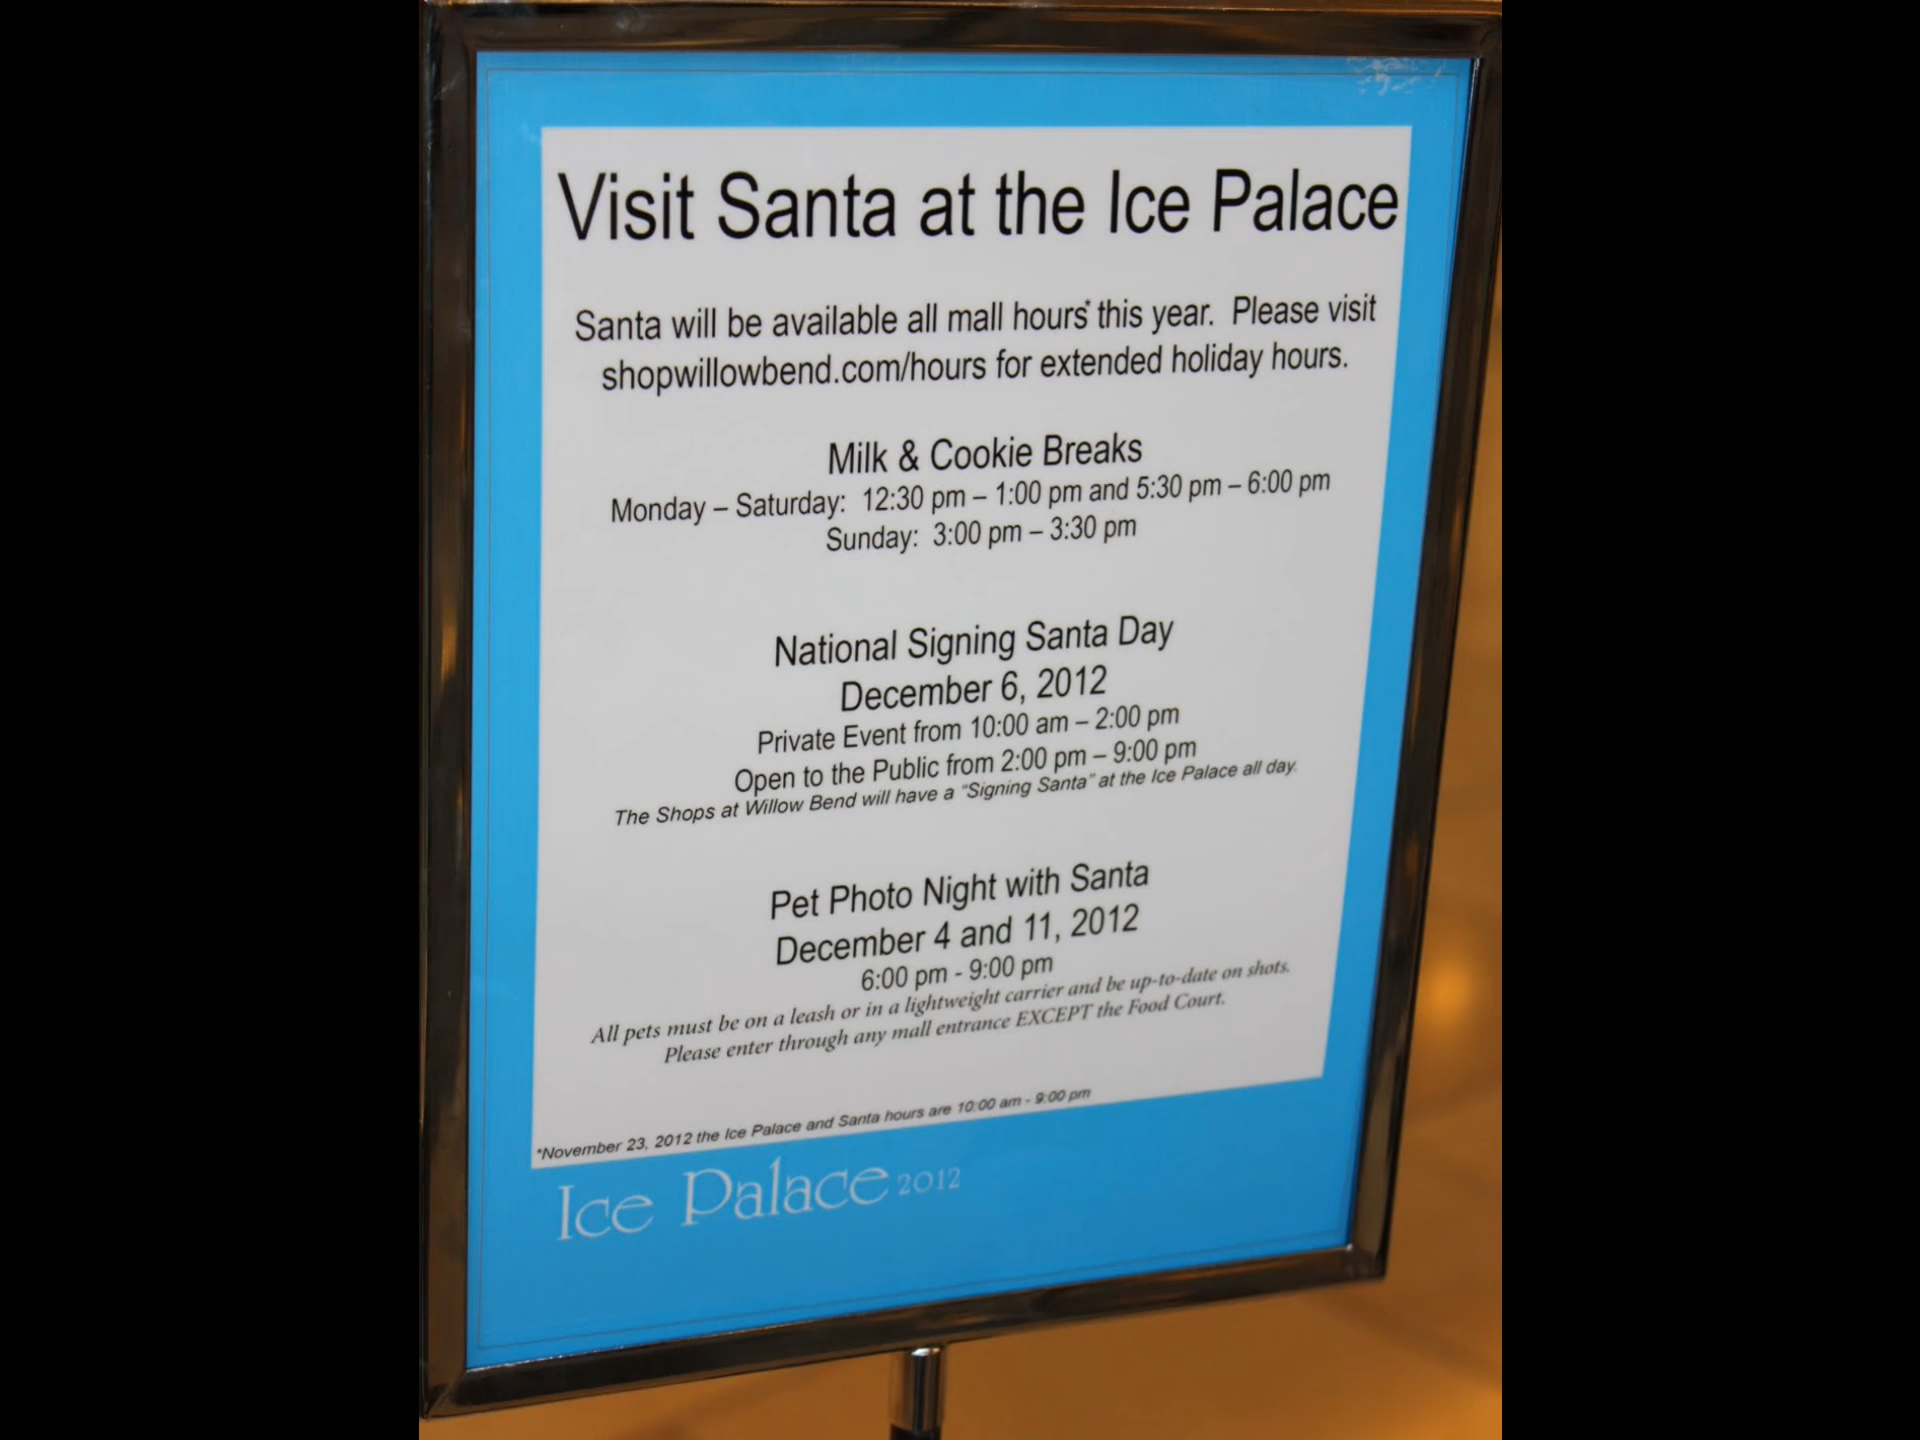 Visit Santa at the Ice Palace
Santa will be available all mall hours* this year. Please visit
shopwillowbend.com/hours for extended holiday hours.
Milk & Cookie Breaks
Monday – Saturday: 12:30 pm – 1:00 pm and 5:30 pm – 6:00 pm
Sunday: 3:00 pm – 3:30 pm
National Signing Santa Day
December 6, 2012
Private Event from 10:00 am – 2:00 pm
Open to the Public from 2:00 pm – 9:00 pm
The Shops at Willow Bend will have a "Signing Santa" at the Ice Palace all day.
Pet Photo Night with Santa
December 4 and 11, 2012
6:00 pm - 9:00 pm
All pets must be on a leash or in a lightweight carrier and be up-to-date on shots.
Please enter through any mall entrance EXCEPT the Food Court.
*November 23, 2012 the Ice Palace and Santa hours are 10:00 am - 9:00 pm
Ice Palace 2012